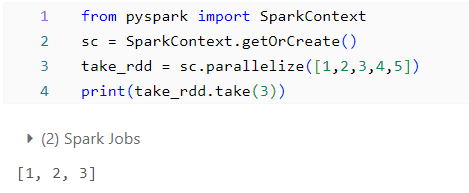 1 from pyspark import SparkContext
2 sc = SparkContext.getOrCreate()
3 take_rdd = sc.parallelize([1,2,3,4,5])
4 print(take_rdd.take(3))
(2) Spark Jobs
[1, 2, 3]